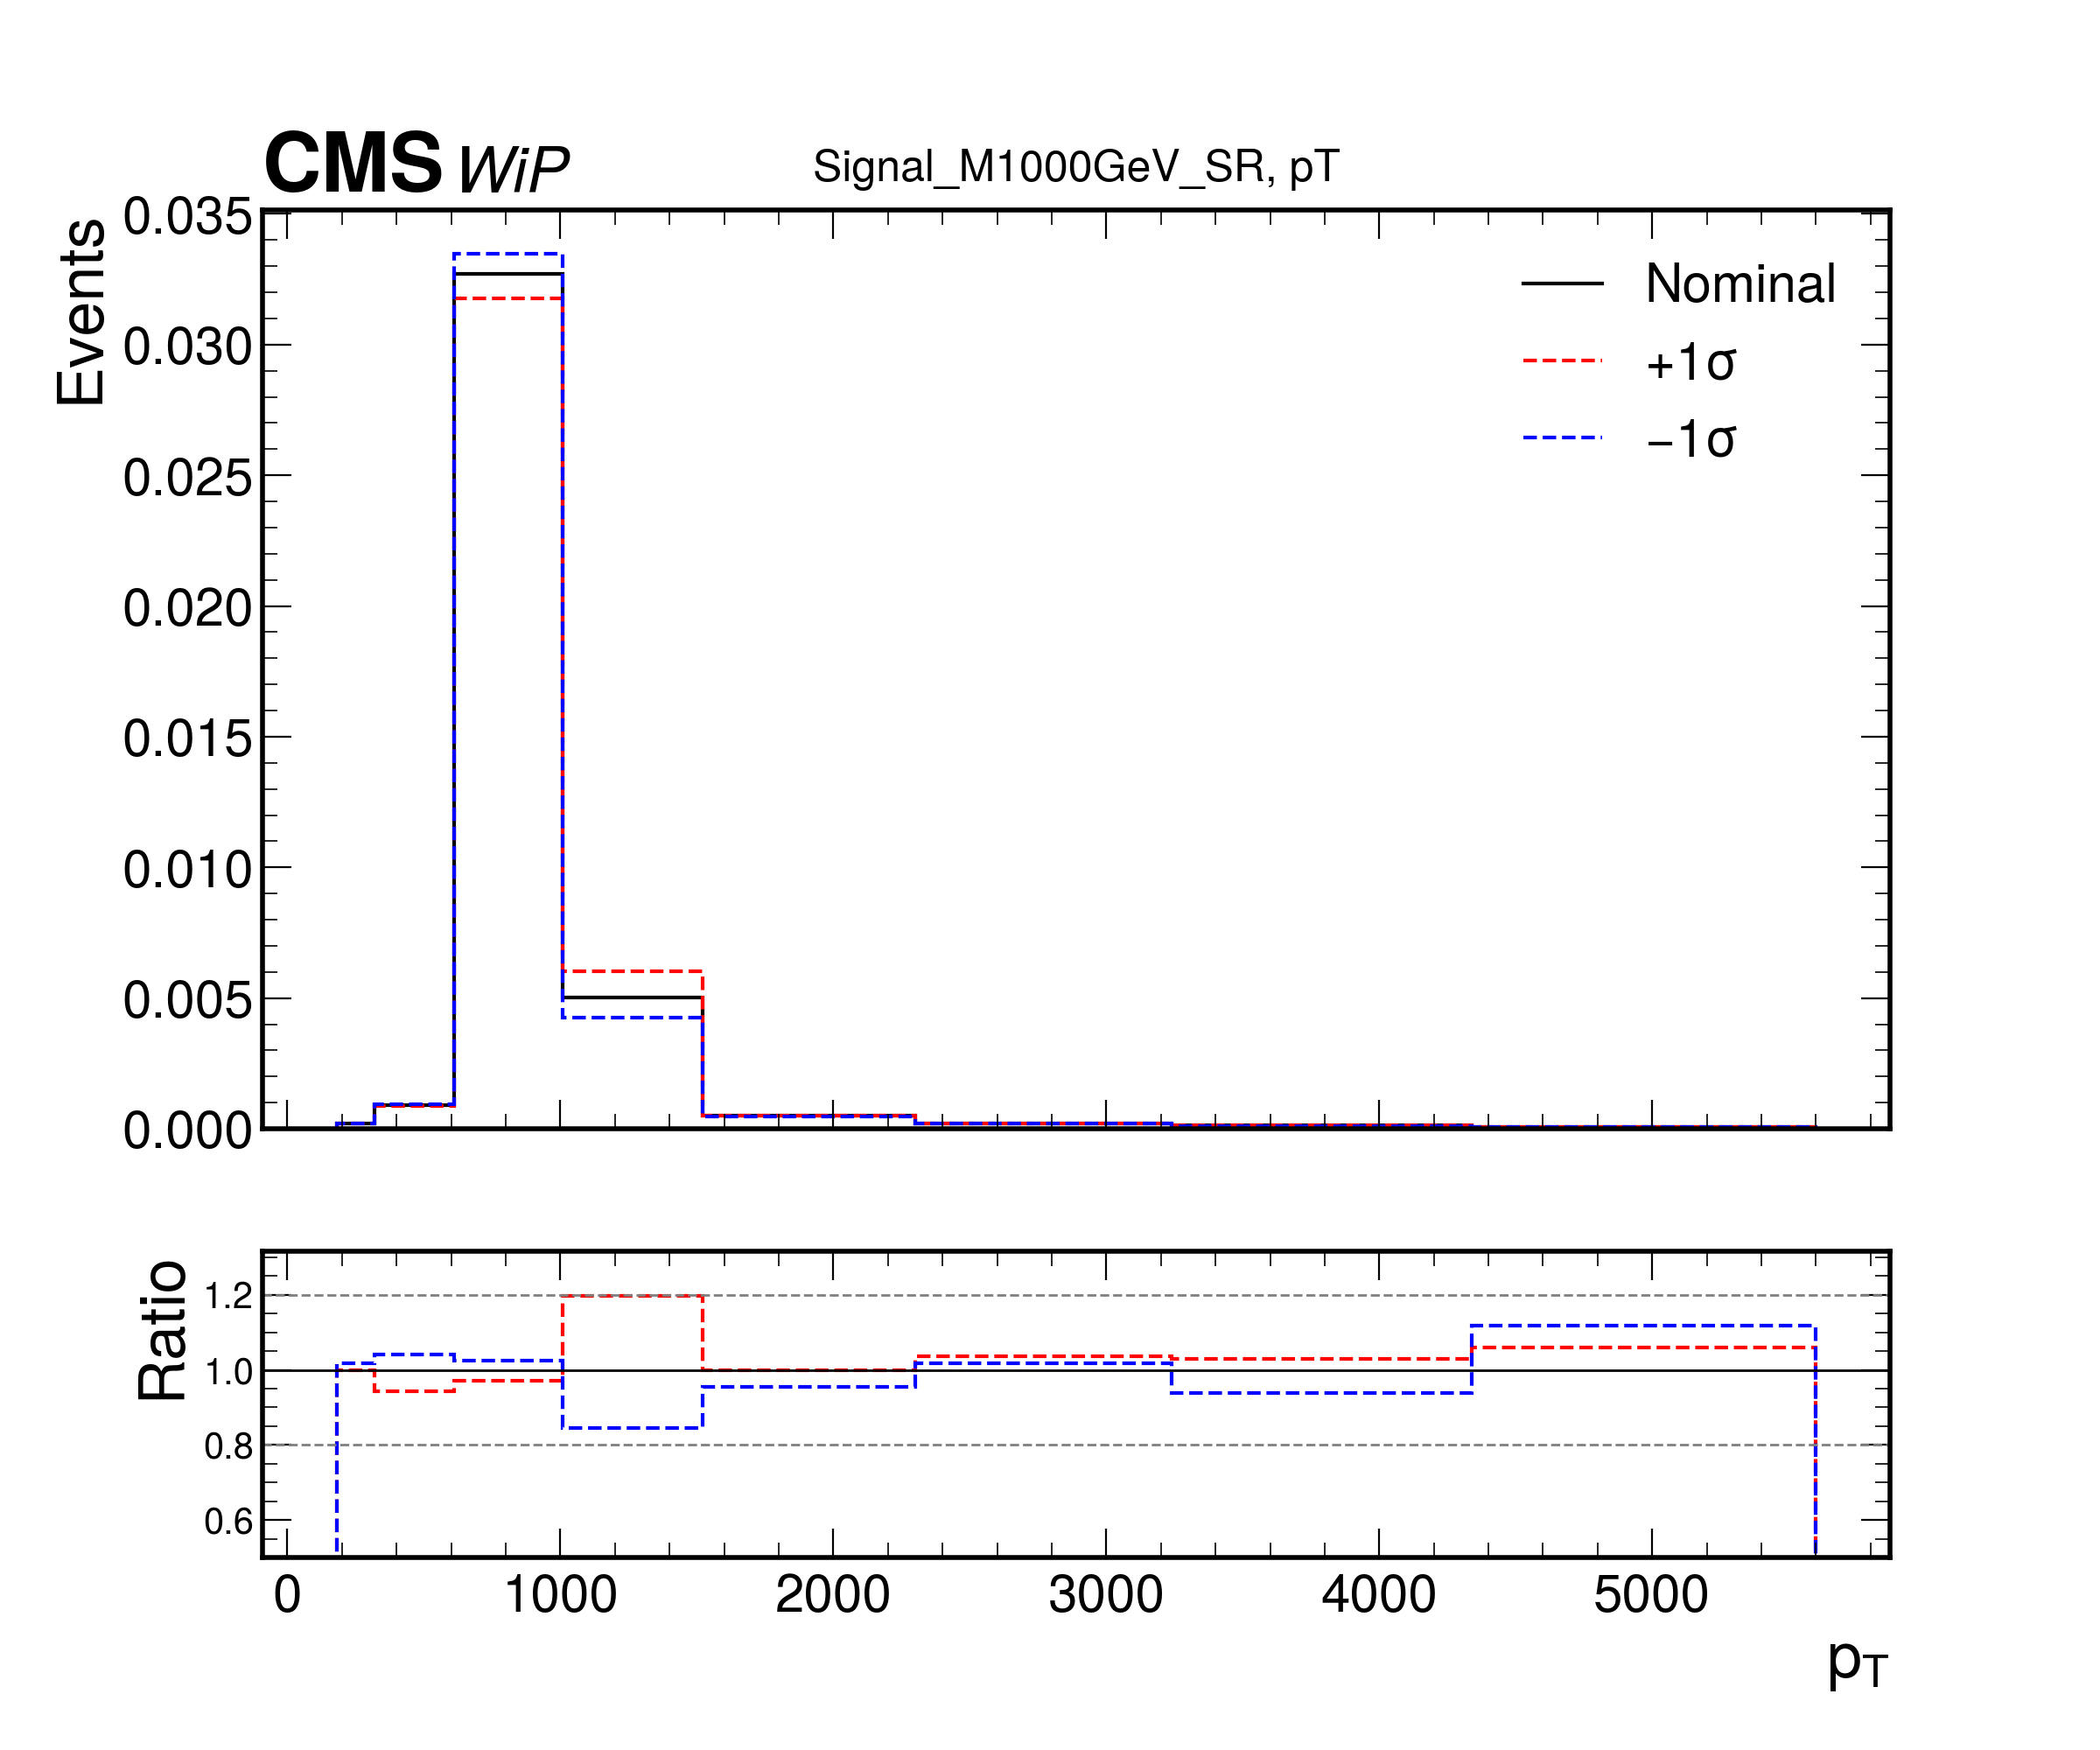 CMS WiP Signal_M1000GeV_SR, pT
Events
0.035
0.030
0.025
0.020
0.015
0.010
0.005
0.000
Nominal
+1σ
−1σ
Ratio
1.2
1.0
0.8
0.6
0 1000 2000 3000 4000 5000
pT